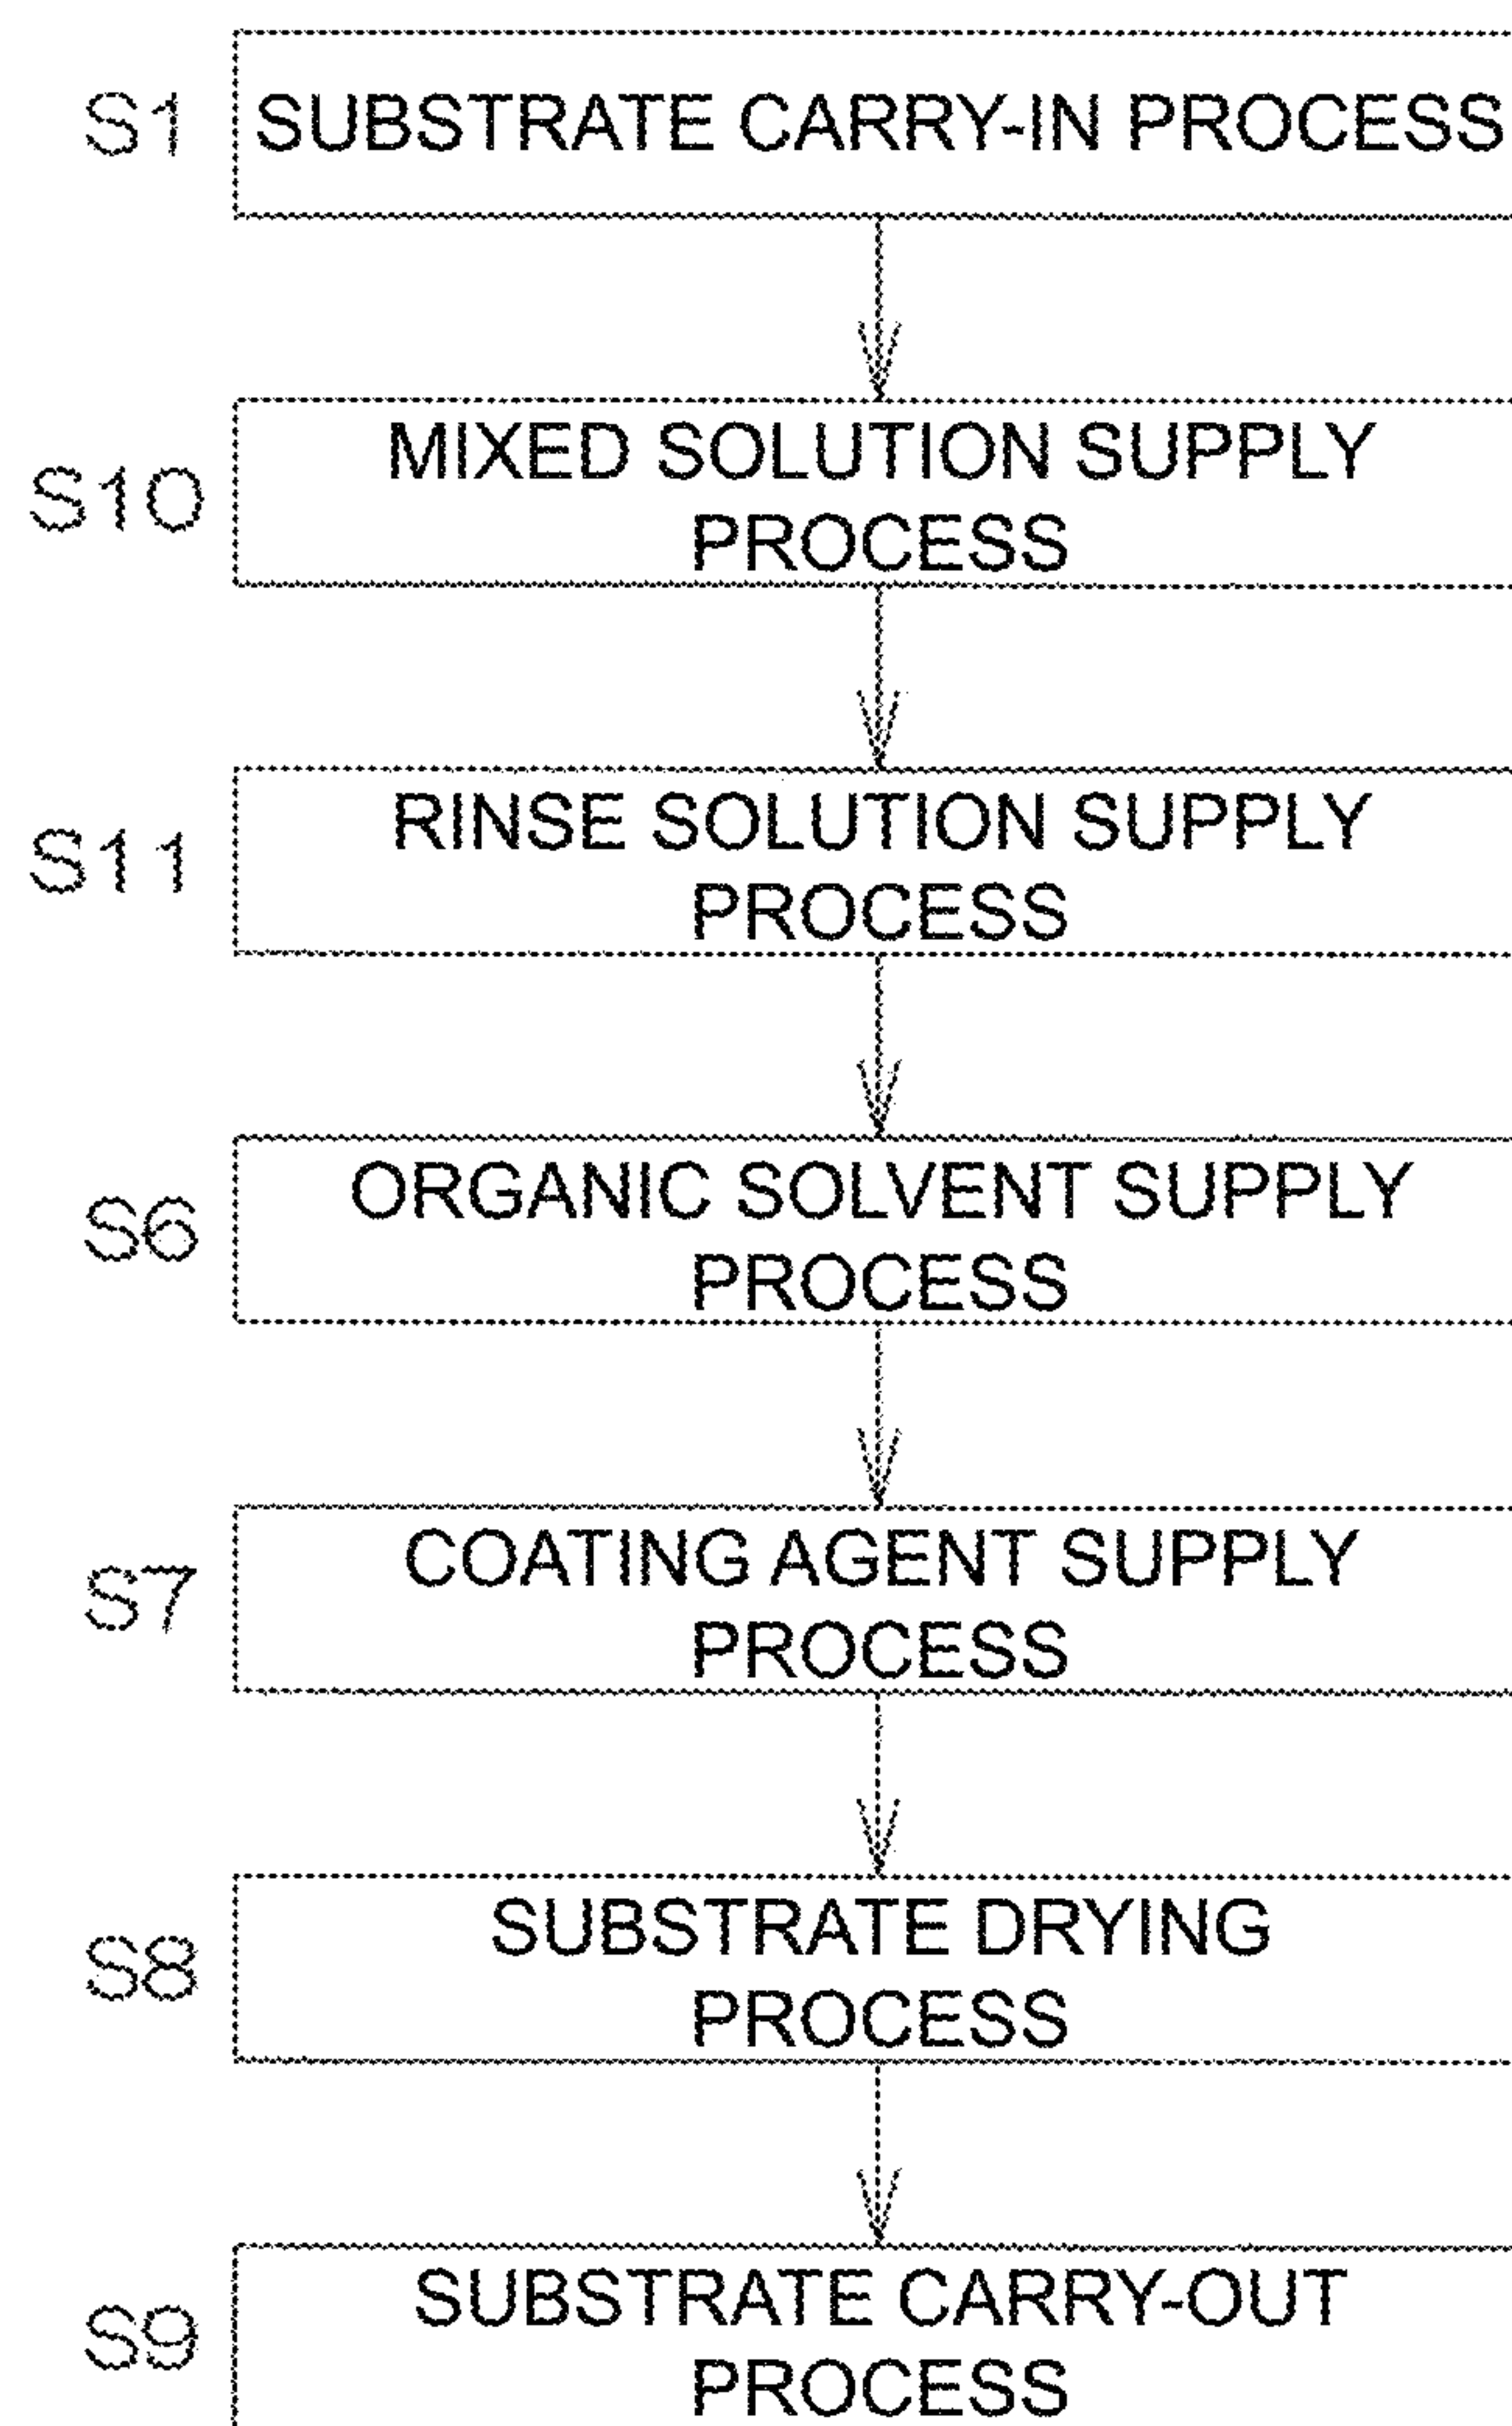 S1 SUBSTRATE CARRY-IN PROCESS
MIXED SOLUTION SUPPLY
S10
PROCESS
RINSE SOLUTION SUPPLY
S11
PROCESS
ORGANIC SOLVENT SUPPLY
S6
PROCESS
COATING AGENT SUPPLY
S7
PROCESS
SUBSTRATE DRYING
S8
PROCESS
SUBSTRATE CARRY-OUT
S9
PROCESS